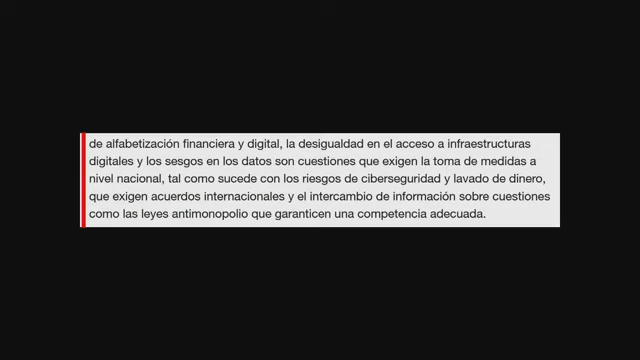 de alfabetización financiera y digital, la desigualdad en el acceso a infraestructuras
digitales y los sesgos en los datos son cuestiones que exigen la toma de medidas a
nivel nacional, tal como sucede con los riesgos de ciberseguridad y lavado de dinero,
que exigen acuerdos internacionales y el intercambio de información sobre cuestiones
como las leyes antimonopolio que garanticen una competencia adecuada.